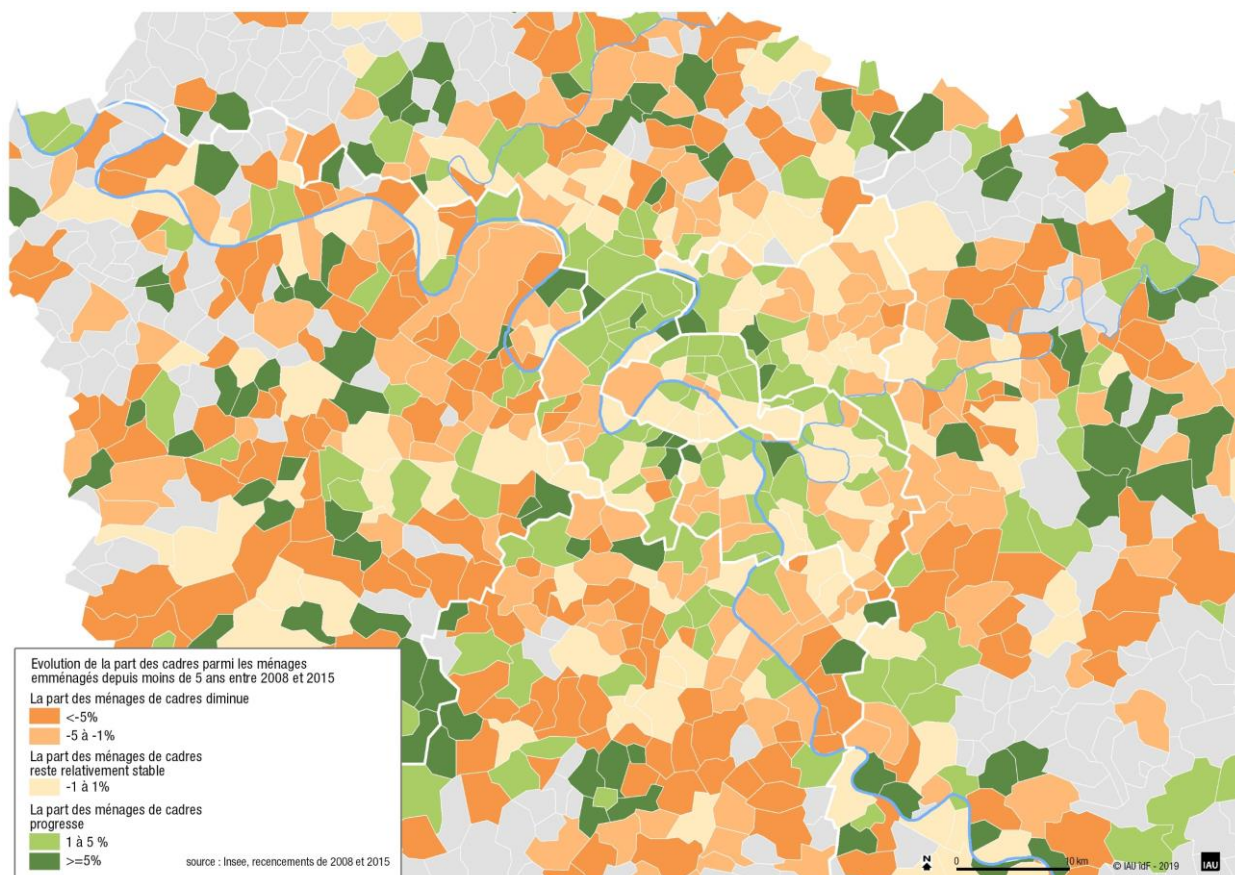 Evolution de la part des cadres parmi les ménages
emménagés depuis moins de 5 ans entre 2008 et 2015
La part des ménages de cadres diminue
<-5%
-5 à -1%
La part des ménages de cadres
reste relativement stable
-1 à 1%
La part des ménages de cadres
progresse
1 à 5 %
>=5%
source : Insee, recencements de 2008 et 2015
N
0 10 km
© IAU îdF - 2019
IAU